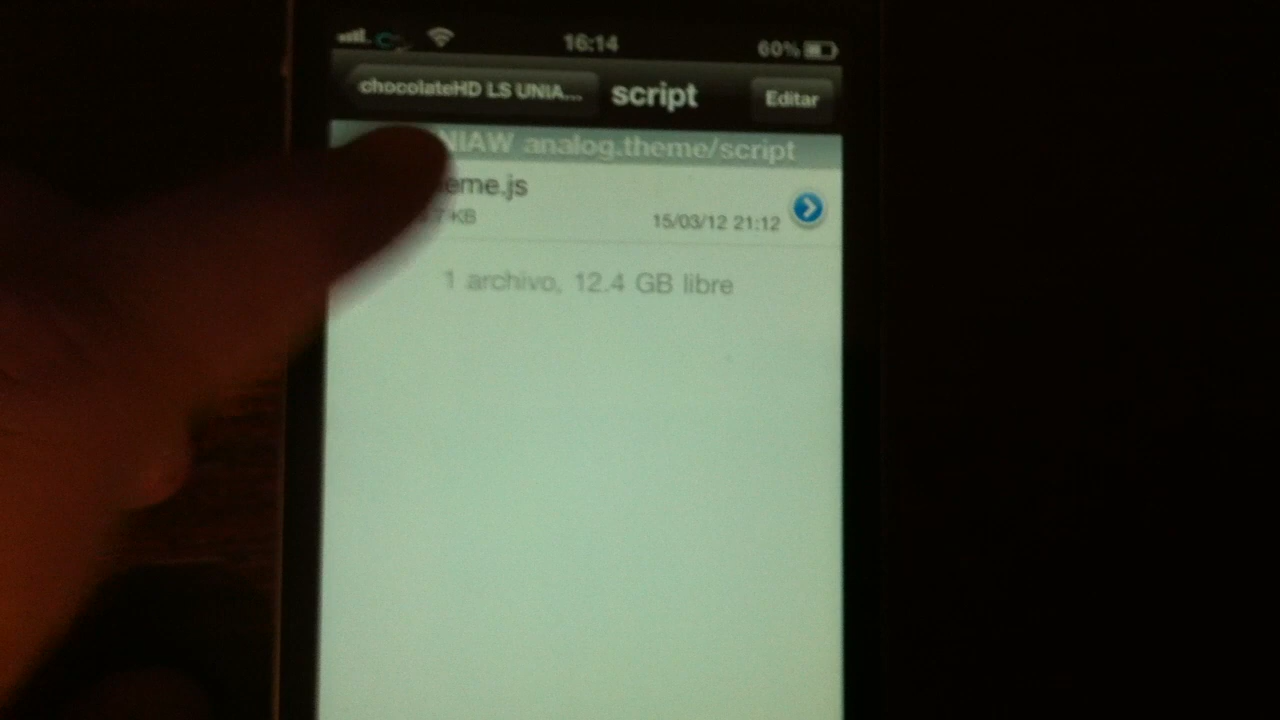 16:14 60%
chocolateHD LS UNIA... script Editar
NIAW analog.theme/script
eme.js
7 KB 15/03/12 21:12
1 archivo, 12.4 GB libre